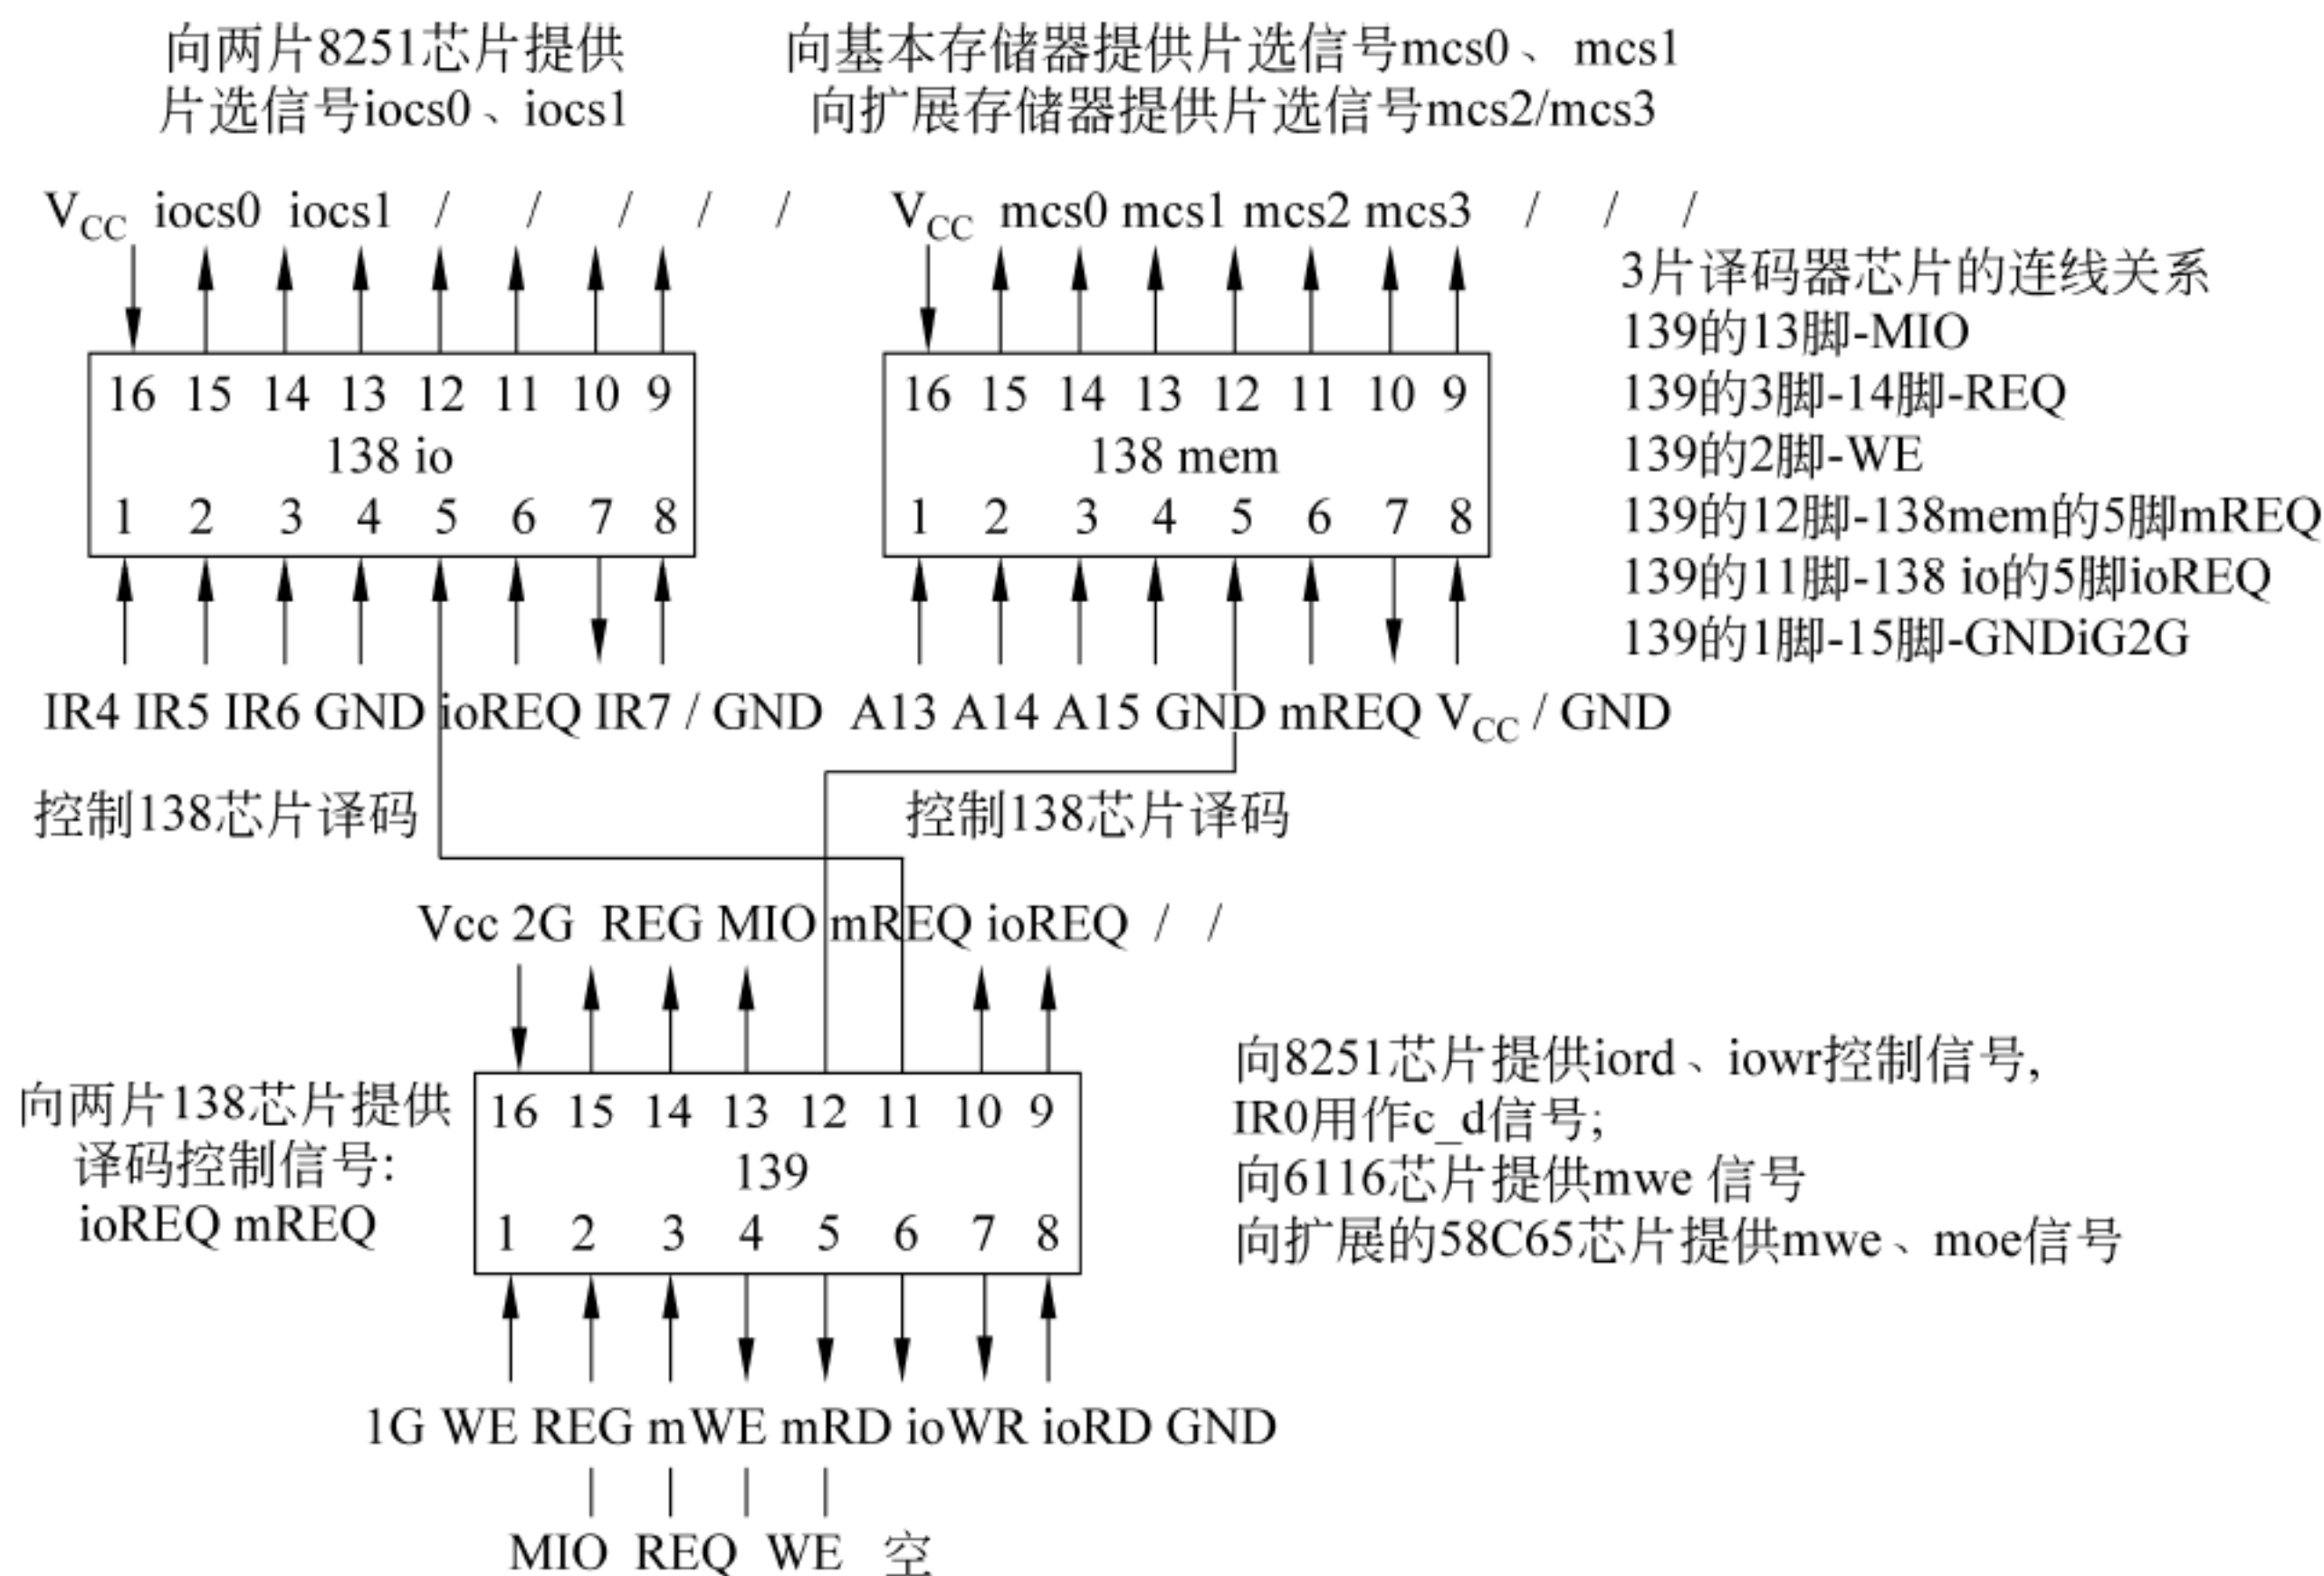 向两片8251芯片提供
片选信号iocs0、iocs1
向基本存储器提供片选信号mcs0、mcs1
向扩展存储器提供片选信号mcs2/mcs3
VCC iocs0 iocs1 / / / / /
VCC mcs0 mcs1 mcs2 mcs3 / / /
16 15 14 13 12 11 10 9
138 io
1 2 3 4 5 6 7 8
16 15 14 13 12 11 10 9
138 mem
1 2 3 4 5 6 7 8
3片译码器芯片的连线关系
139的13脚-MIO
139的3脚-14脚-REQ
139的2脚-WE
139的12脚-138mem的5脚mREQ
139的11脚-138 io的5脚ioREQ
139的1脚-15脚-GNDiG2G
IR4 IR5 IR6 GND ioREQ IR7 / GND
A13 A14 A15 GND mREQ VCC / GND
控制138芯片译码
控制138芯片译码
Vcc 2G REG MIO mREQ ioREQ / /
向两片138芯片提供
译码控制信号:
ioREQ mREQ
16 15 14 13 12 11 10 9
139
1 2 3 4 5 6 7 8
向8251芯片提供iord、iowr控制信号,
IR0用作c_d信号;
向6116芯片提供mwe 信号
向扩展的58C65芯片提供mwe、moe信号
1G WE REG mWE mRD ioWR ioRD GND
MIO REQ WE 空